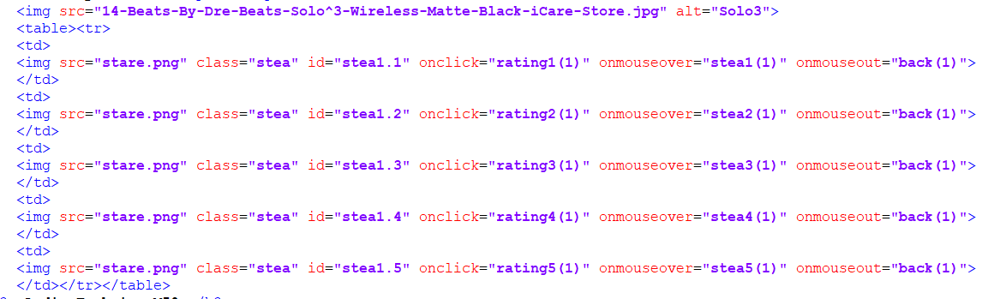 <img src="14-Beats-By-Dre-Beats-Solo^3-Wireless-Matte-Black-iCare-Store.jpg" alt="Solo3">
<table><tr>
<td>
<img src="stare.png" class="stea" id="stea1.1" onclick="rating1(1)" onmouseover="stea1(1)" onmouseout="back(1)">
</td>
<td>
<img src="stare.png" class="stea" id="stea1.2" onclick="rating2(1)" onmouseover="stea2(1)" onmouseout="back(1)">
</td>
<td>
<img src="stare.png" class="stea" id="stea1.3" onclick="rating3(1)" onmouseover="stea3(1)" onmouseout="back(1)">
</td>
<td>
<img src="stare.png" class="stea" id="stea1.4" onclick="rating4(1)" onmouseover="stea4(1)" onmouseout="back(1)">
</td>
<td>
<img src="stare.png" class="stea" id="stea1.5" onclick="rating5(1)" onmouseover="stea5(1)" onmouseout="back(1)">
</td></tr></table>